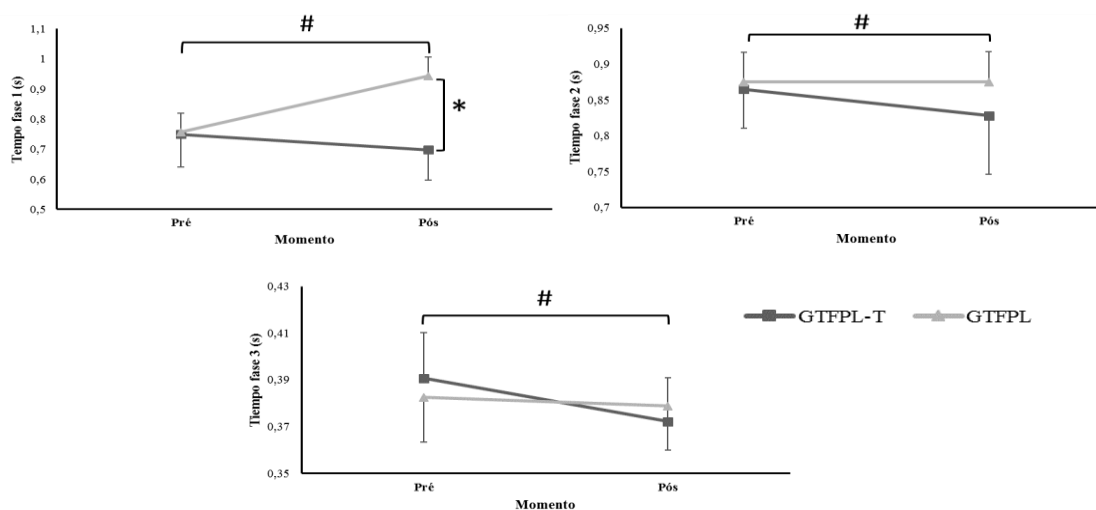 #
1,1
1
0,9
0,8
0,7
0,6
0,5
Tempo fase 1 (s)
*
Pré
Pós
Momento
#
0,95
0,9
0,85
0,8
0,75
0,7
Tiempo fase 2 (s)
Pré
Pós
Momento
#
0,43
0,41
0,39
0,37
0,35
Tiempo fase 3 (s)
Pré
Pós
Momento
GTFPL-T GTFPL